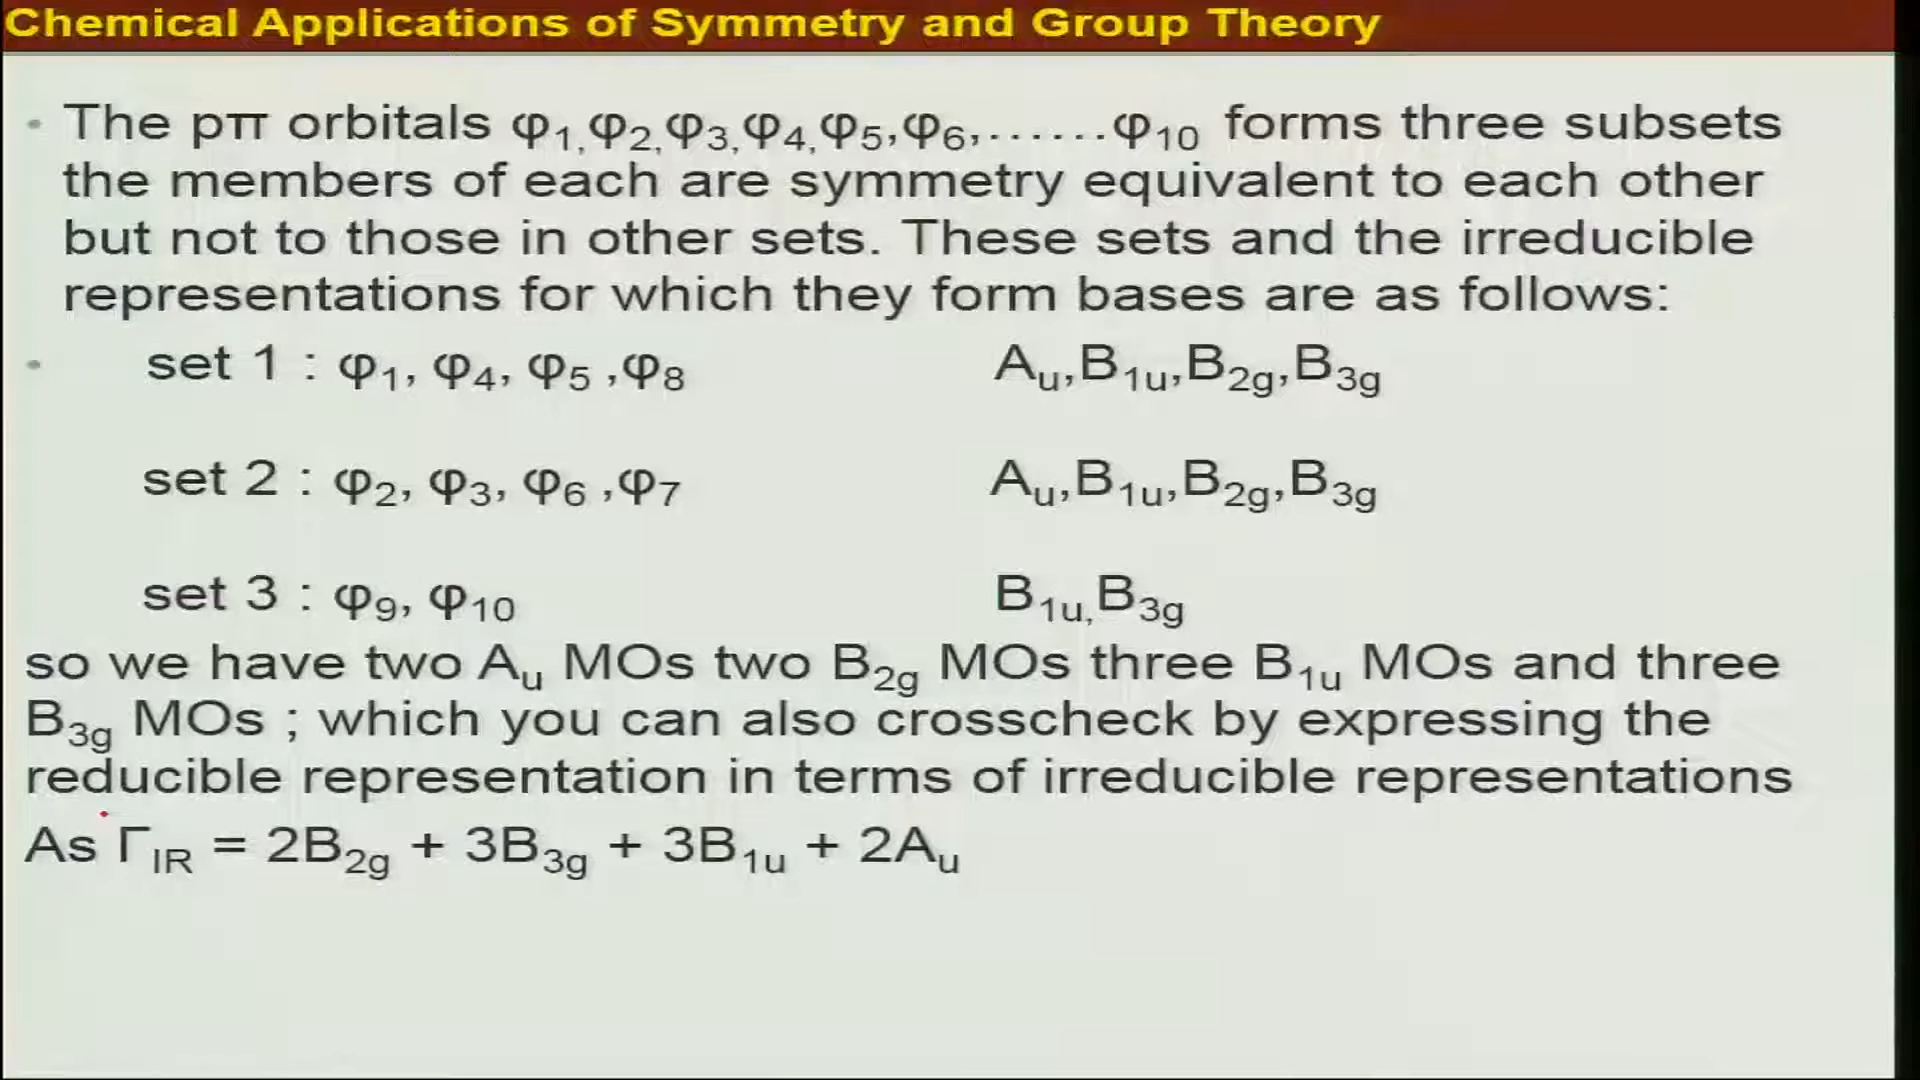 Chemical Applications of Symmetry and Group Theory
• The pπ orbitals φ₁,φ₂,φ₃,φ₄,φ₅,φ₆,......φ₁₀ forms three subsets
the members of each are symmetry equivalent to each other
but not to those in other sets. These sets and the irreducible
representations for which they form bases are as follows:
• set 1 : φ₁, φ₄, φ₅ ,φ₈ Aᵤ,B₁ᵤ,B₂g,B₃g
set 2 : φ₂, φ₃, φ₆ ,φ₇ Aᵤ,B₁ᵤ,B₂g,B₃g
set 3 : φ₉, φ₁₀ B₁ᵤ,B₃g
so we have two Aᵤ MOs two B₂g MOs three B₁ᵤ MOs and three
B₃g MOs ; which you can also crosscheck by expressing the
reducible representation in terms of irreducible representations
As Γ_IR = 2B₂g + 3B₃g + 3B₁ᵤ + 2Aᵤ